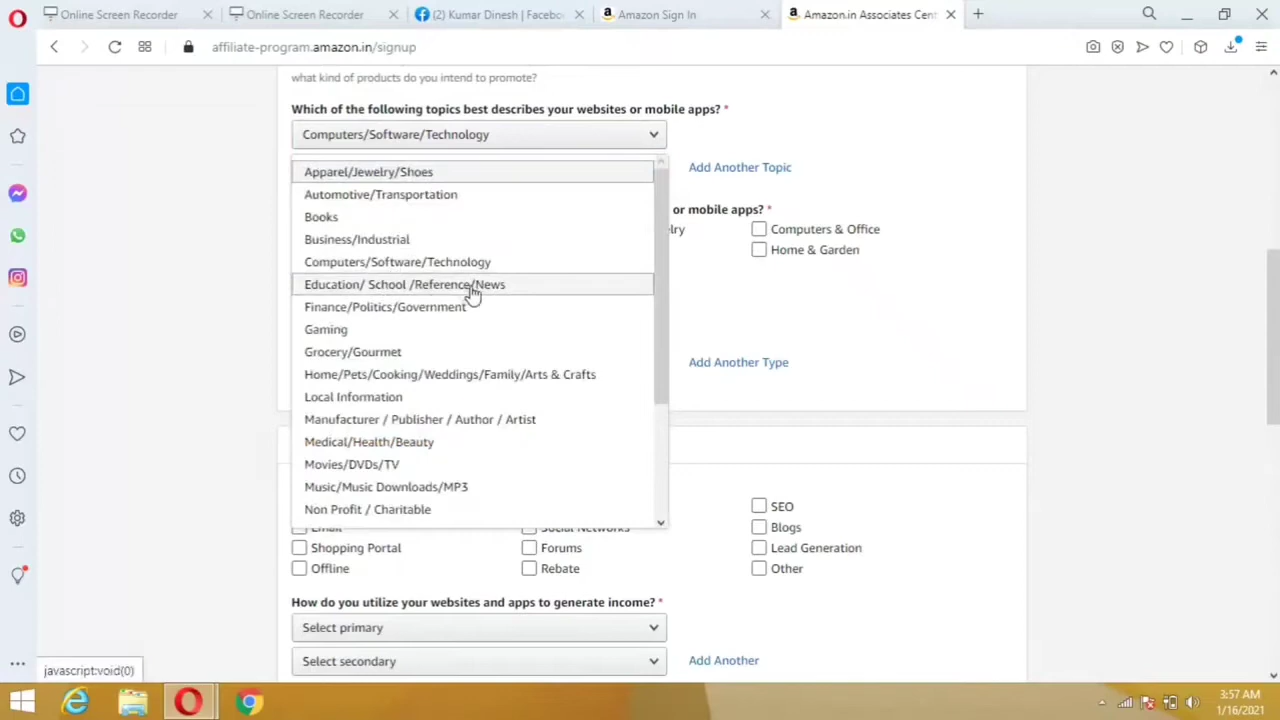 Online Screen Recorder
Online Screen Recorder
(2) Kumar Dinesh | Facebo
Amazon Sign In
Amazon.in Associates Cent
affiliate-program.amazon.in/signup
what kind of products do you intend to promote?
Which of the following topics best describes your websites or mobile apps? *
Computers/Software/Technology
Apparel/Jewelry/Shoes
Add Another Topic
Automotive/Transportation
Books
or mobile apps? *
Business/Industrial
lry
Computers & Office
Home & Garden
Computers/Software/Technology
Education/ School /Reference/News
Finance/Politics/Government
Gaming
Grocery/Gourmet
Add Another Type
Home/Pets/Cooking/Weddings/Family/Arts & Crafts
Local Information
Manufacturer / Publisher / Author / Artist
Medical/Health/Beauty
Movies/DVDs/TV
Music/Music Downloads/MP3
Non Profit / Charitable
SEO
Email
Social Networks
Blogs
Shopping Portal
Forums
Lead Generation
Offline
Rebate
Other
How do you utilize your websites and apps to generate income? *
Select primary
Select secondary
Add Another
javascript:void(0)
3:57 AM
1/16/2021